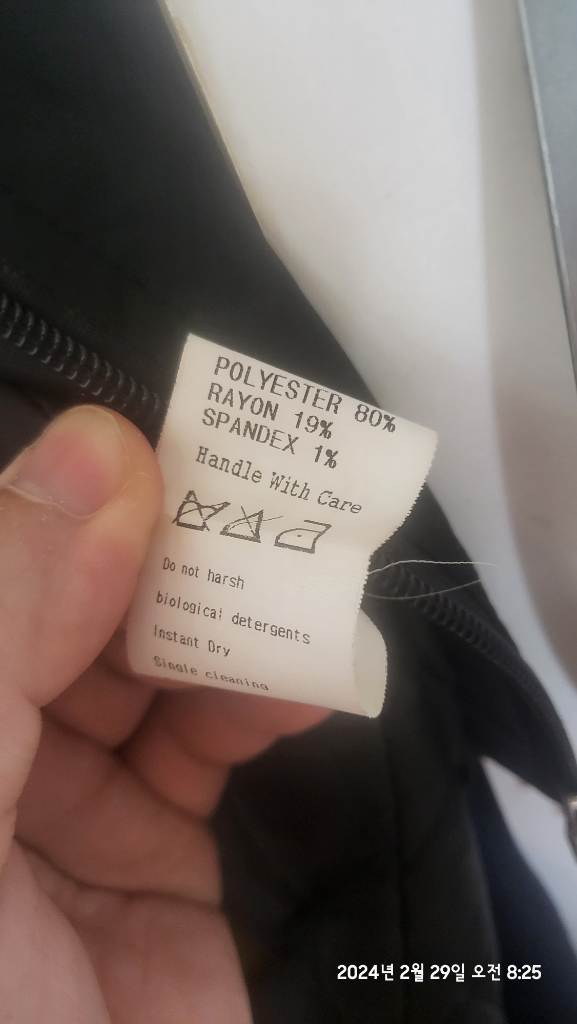 POLYESTER 80%
RAYON 19%
SPANDEX 1%
Handle With Care
Do not harsh
biological detergents
Instant Dry
Single cleaning
2024년 2월 29일 오전 8:25